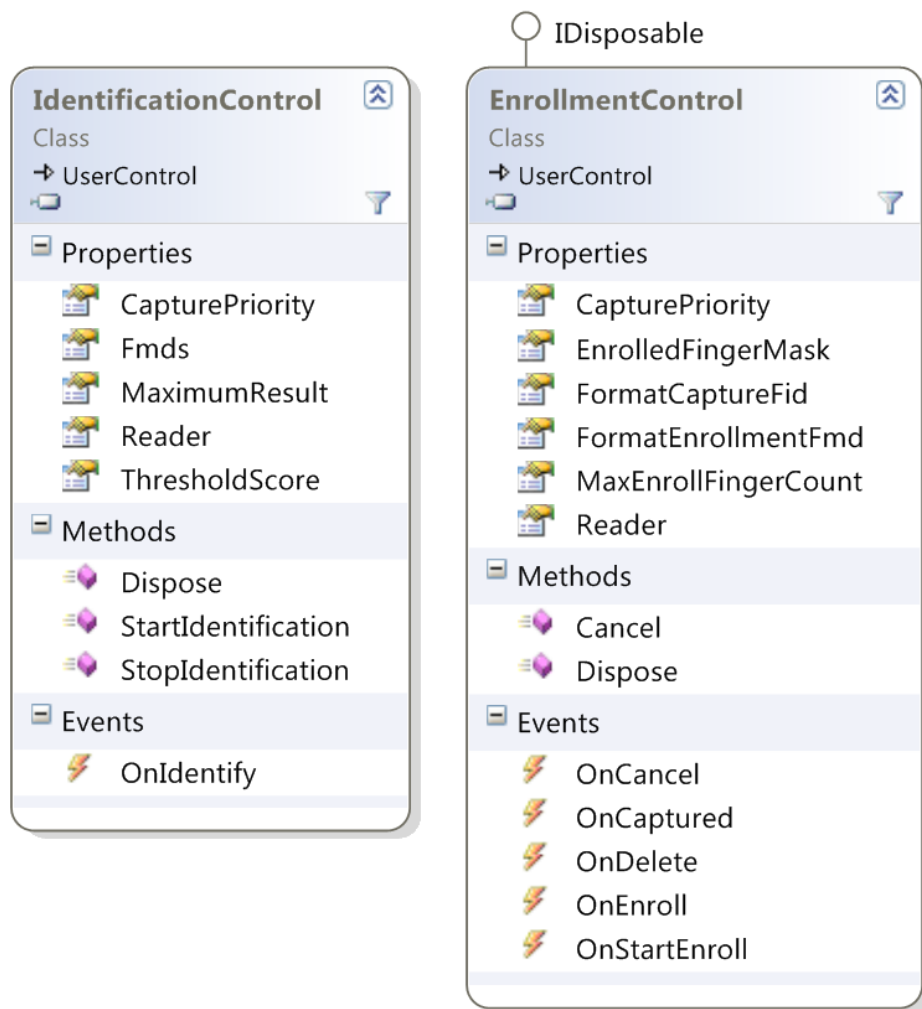 IdentificationControl
Class
UserControl
Properties
CapturePriority
Fmds
MaximumResult
Reader
ThresholdScore
Methods
Dispose
StartIdentification
StopIdentification
Events
OnIdentify
IDisposable
EnrollmentControl
Class
UserControl
Properties
CapturePriority
EnrolledFingerMask
FormatCaptureFid
FormatEnrollmentFmd
MaxEnrollFingerCount
Reader
Methods
Cancel
Dispose
Events
OnCancel
OnCaptured
OnDelete
OnEnroll
OnStartEnroll